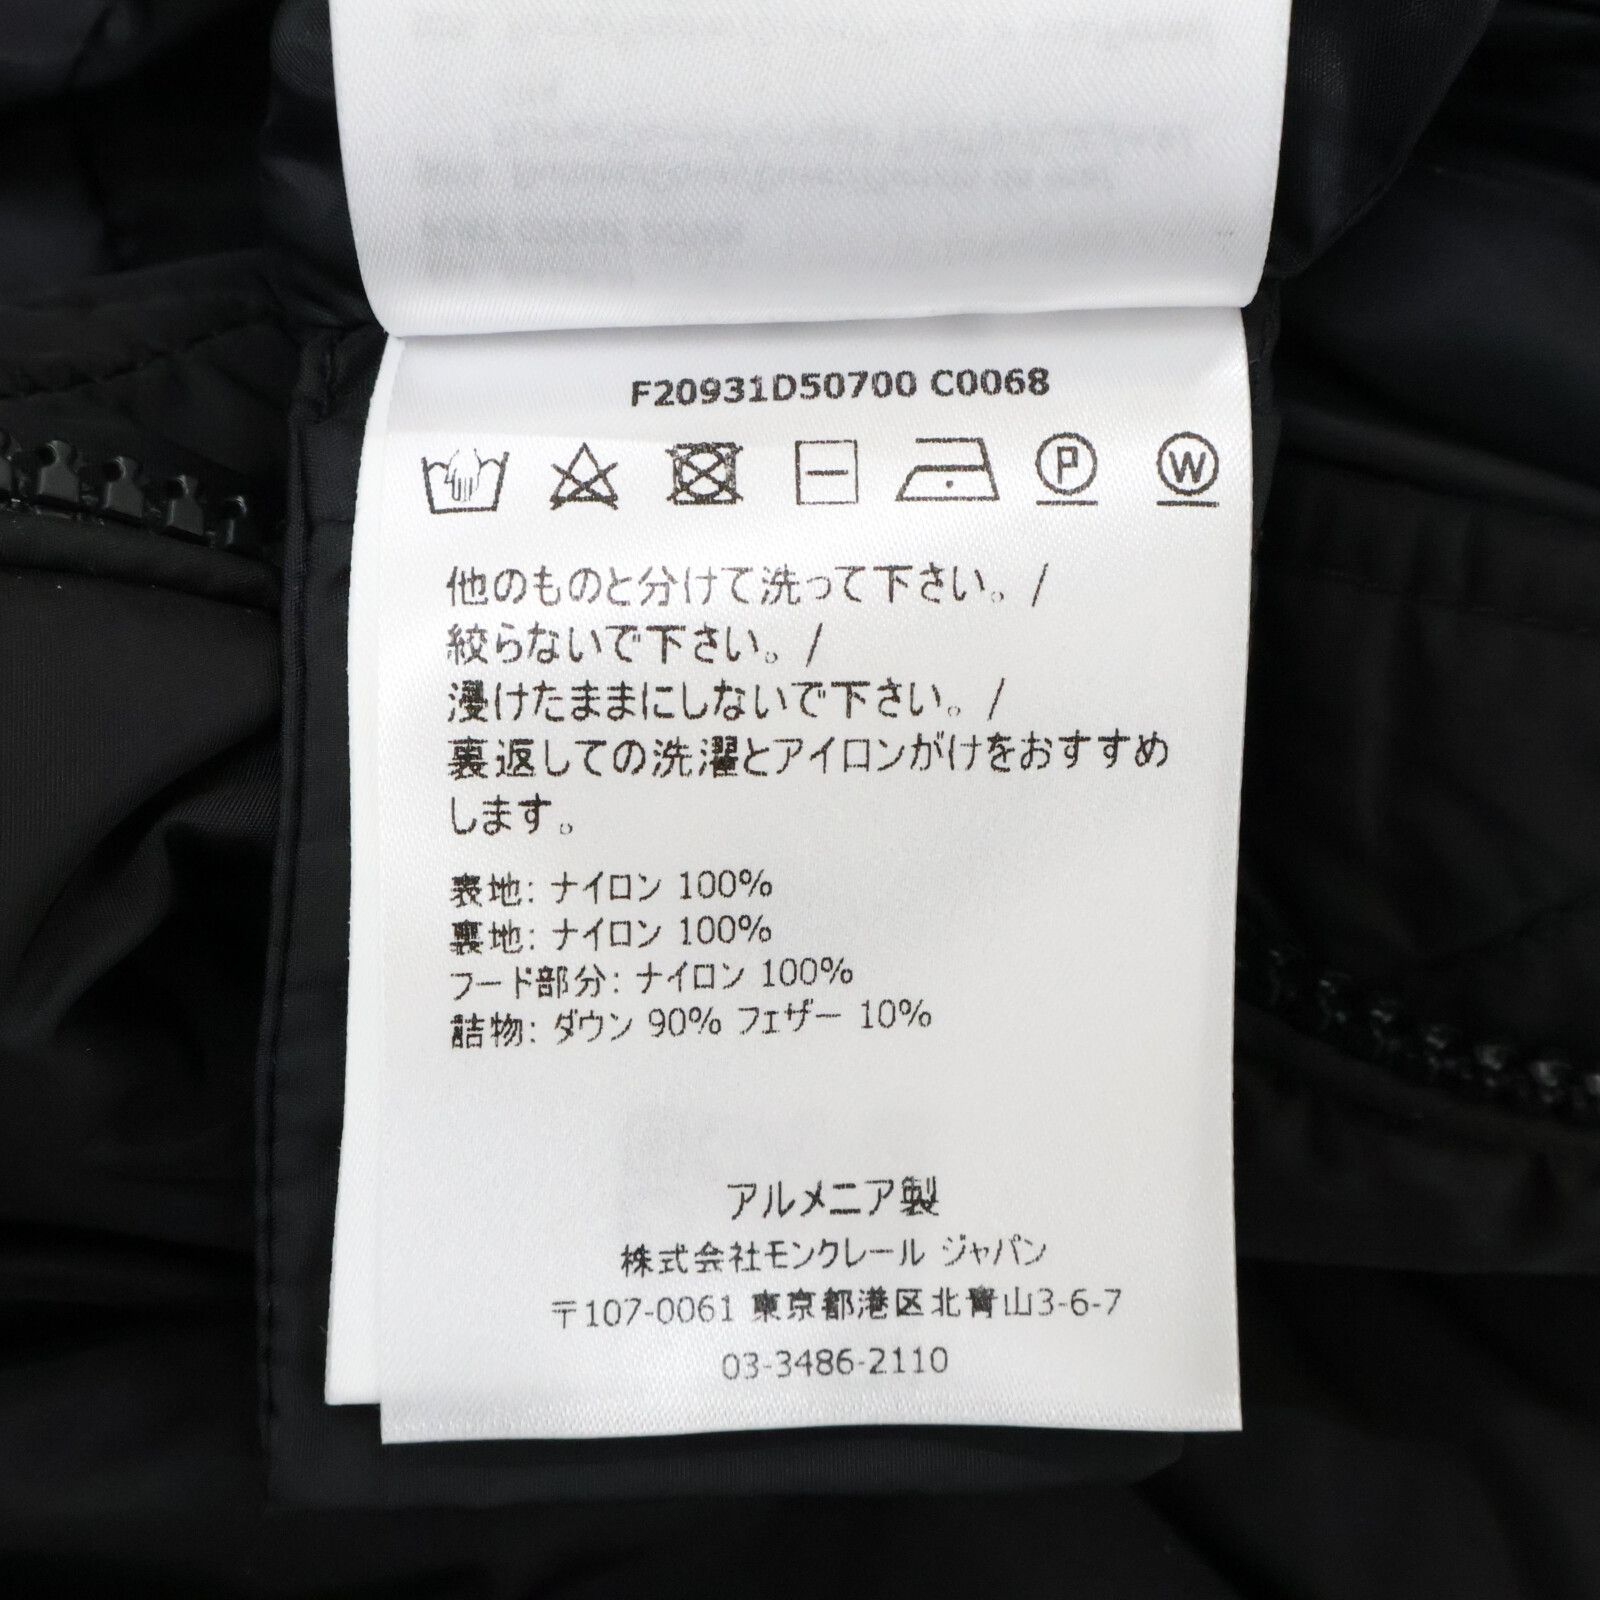 F20931D50700 C0068
P W
他のものと分けて洗って下さい。/
絞らないで下さい。/
浸けたままにしないで下さい。/
裏返しての洗濯とアイロンがけをおすすめ
します。
表地: ナイロン 100%
裏地: ナイロン 100%
フード部分: ナイロン 100%
詰物: ダウン 90% フェザー 10%
アルメニア製
株式会社モンクレール ジャパン
〒107-0061 東京都港区北青山3-6-7
03-3486-2110